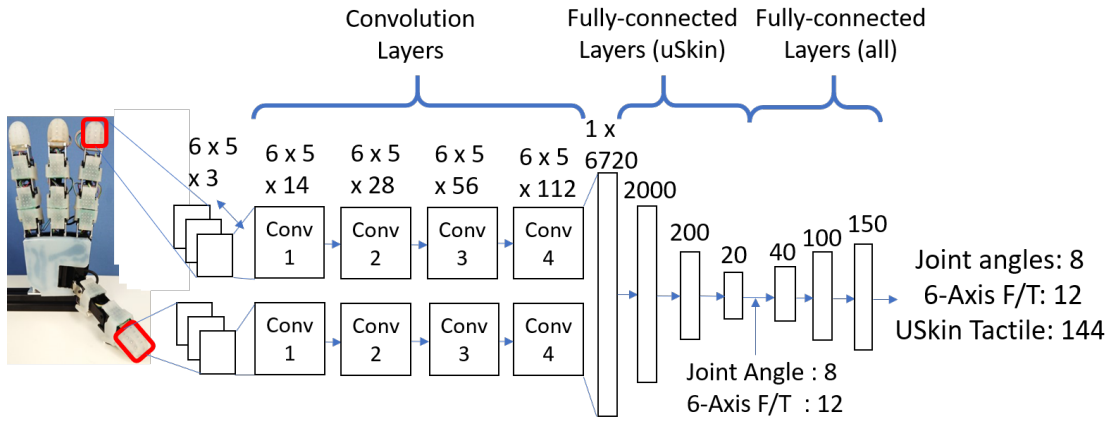 Convolution
Layers
Fully-connected
Layers (uSkin)
Fully-connected
Layers (all)
6 x 5
x 3
6 x 5
x 14
6 x 5
x 28
6 x 5
x 56
6 x 5
x 112
1 x
6720
2000
200
20
40
100
150
Conv
1
Conv
2
Conv
3
Conv
4
Conv
1
Conv
2
Conv
3
Conv
4
Joint angles: 8
6-Axis F/T: 12
USkin Tactile: 144
Joint Angle : 8
6-Axis F/T : 12